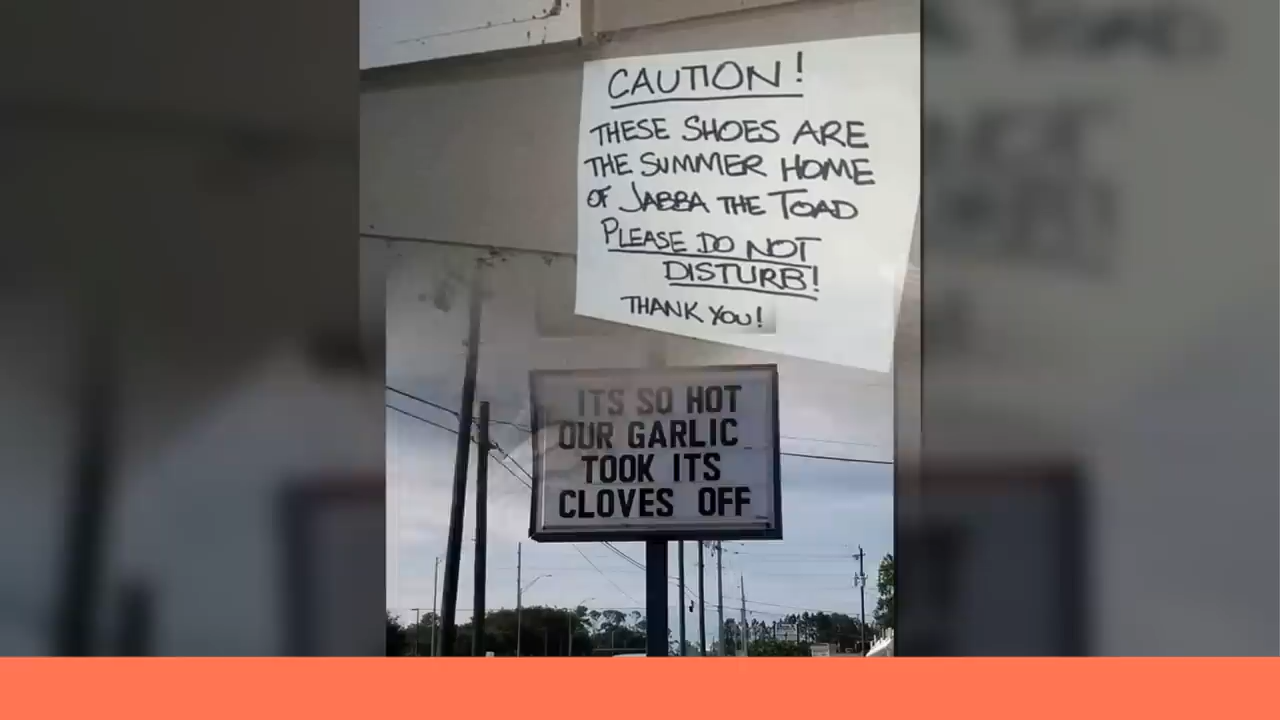 CAUTION!
THESE SHOES ARE
THE SUMMER HOME
OF JABBA THE TOAD
PLEASE DO NOT
DISTURB!
THANK YOU!
ITS SO HOT
OUR GARLIC
TOOK ITS
CLOVES OFF